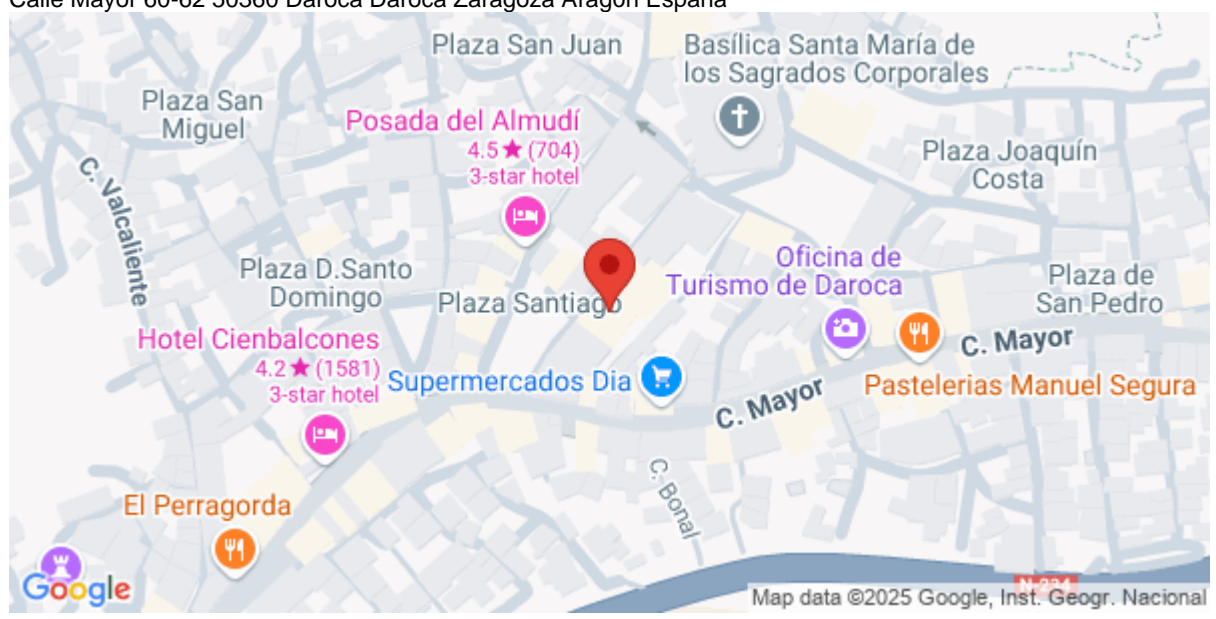 Calle Mayor 60-62 50360 Daroca Daroca Zaragoza Aragón España
Plaza San Juan
Basílica Santa María de
los Sagrados Corporales
Plaza San
Miguel
Posada del Almudí
4.5★(704)
3-star hotel
Plaza Joaquín
Costa
C. Valcaliente
Plaza D.Santo
Domingo
Plaza Santiago
Oficina de
Turismo de Daroca
Plaza de
San Pedro
Hotel Cienbalcones
4.2★(1581)
3-star hotel
Supermercados Dia
C. Mayor
C. Mayor
Pastelerias Manuel Segura
C. Bonal
El Perragorda
Google
N-234
Map data ©2025 Google, Inst. Geogr. Nacional